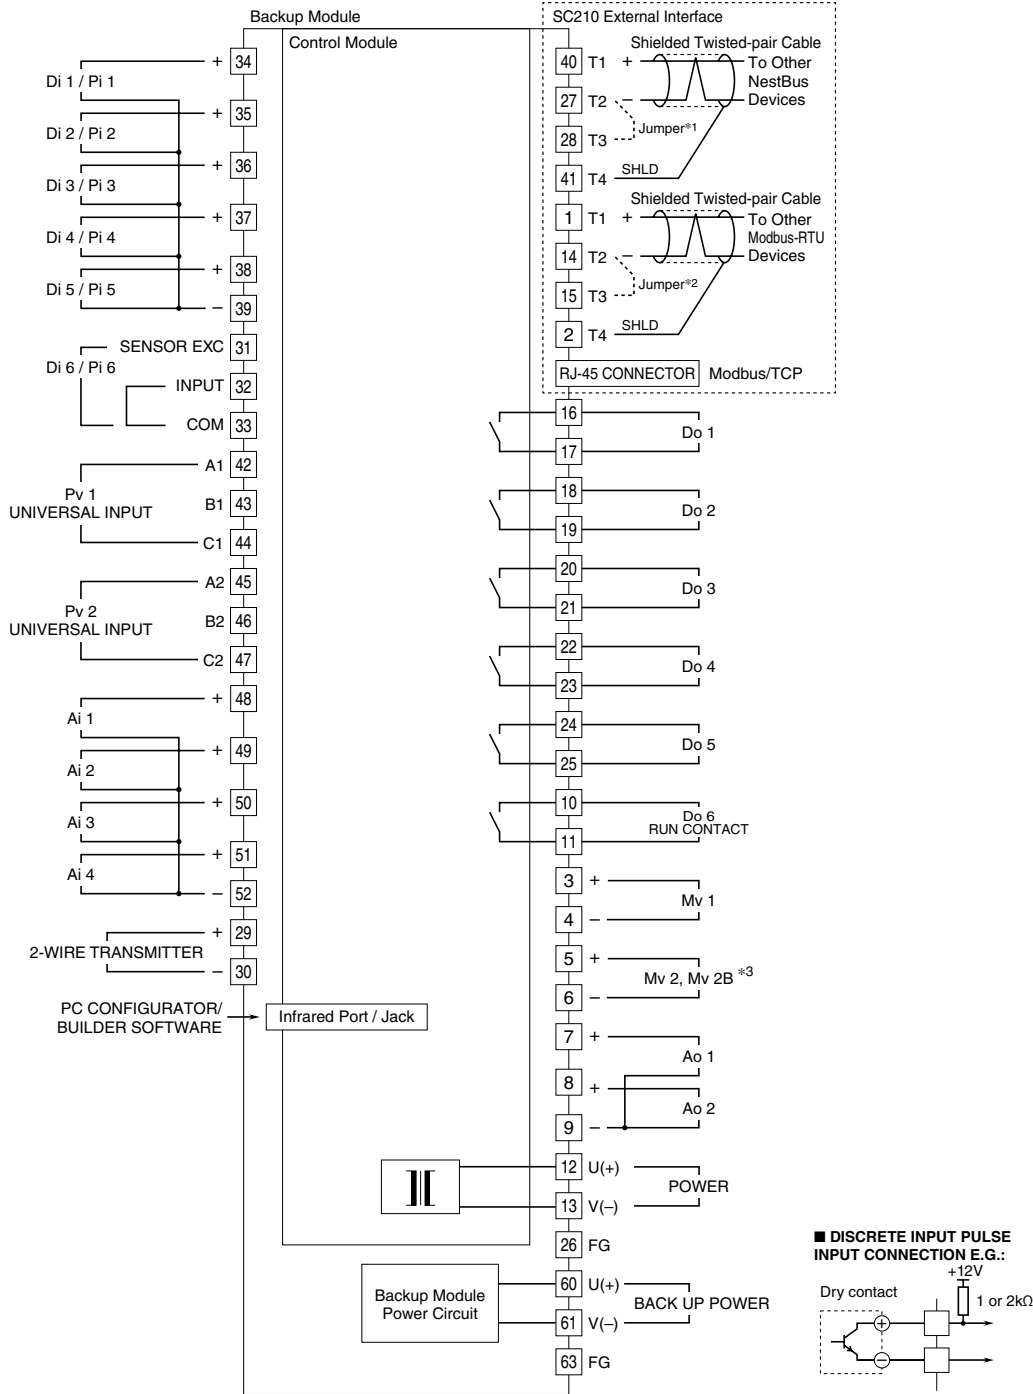 Backup Module
Control Module
SC210 External Interface
Shielded Twisted-pair Cable
40 T1 +
To Other
NestBus
Devices
27 T2 –
Jumper*1
28 T3
41 T4 SHLD
Shielded Twisted-pair Cable
1 T1 +
To Other
Modbus-RTU
Devices
14 T2 –
Jumper*2
15 T3
2 T4 SHLD
RJ-45 CONNECTOR Modbus/TCP
Di 1 / Pi 1
+ 34
Di 2 / Pi 2
+ 35
Di 3 / Pi 3
+ 36
Di 4 / Pi 4
+ 37
Di 5 / Pi 5
+ 38
– 39
Di 6 / Pi 6
SENSOR EXC 31
INPUT 32
COM 33
Pv 1
UNIVERSAL INPUT
A1 42
B1 43
C1 44
Pv 2
UNIVERSAL INPUT
A2 45
B2 46
C2 47
Ai 1
+ 48
Ai 2
+ 49
Ai 3
+ 50
Ai 4
+ 51
– 52
2-WIRE TRANSMITTER
+ 29
– 30
PC CONFIGURATOR/
BUILDER SOFTWARE
Infrared Port / Jack
16
Do 1
17
18
Do 2
19
20
Do 3
21
22
Do 4
23
24
Do 5
25
10
Do 6
RUN CONTACT
11
3 +
Mv 1
4 –
5 +
Mv 2, Mv 2B *3
6 –
7 +
Ao 1
8 +
Ao 2
9 –
12 U(+)
POWER
13 V(–)
26 FG
Backup Module
Power Circuit
60 U(+)
BACK UP POWER
61 V(–)
63 FG
■ DISCRETE INPUT PULSE
INPUT CONNECTION E.G.:
+12V
Dry contact
1 or 2kΩ
+
–